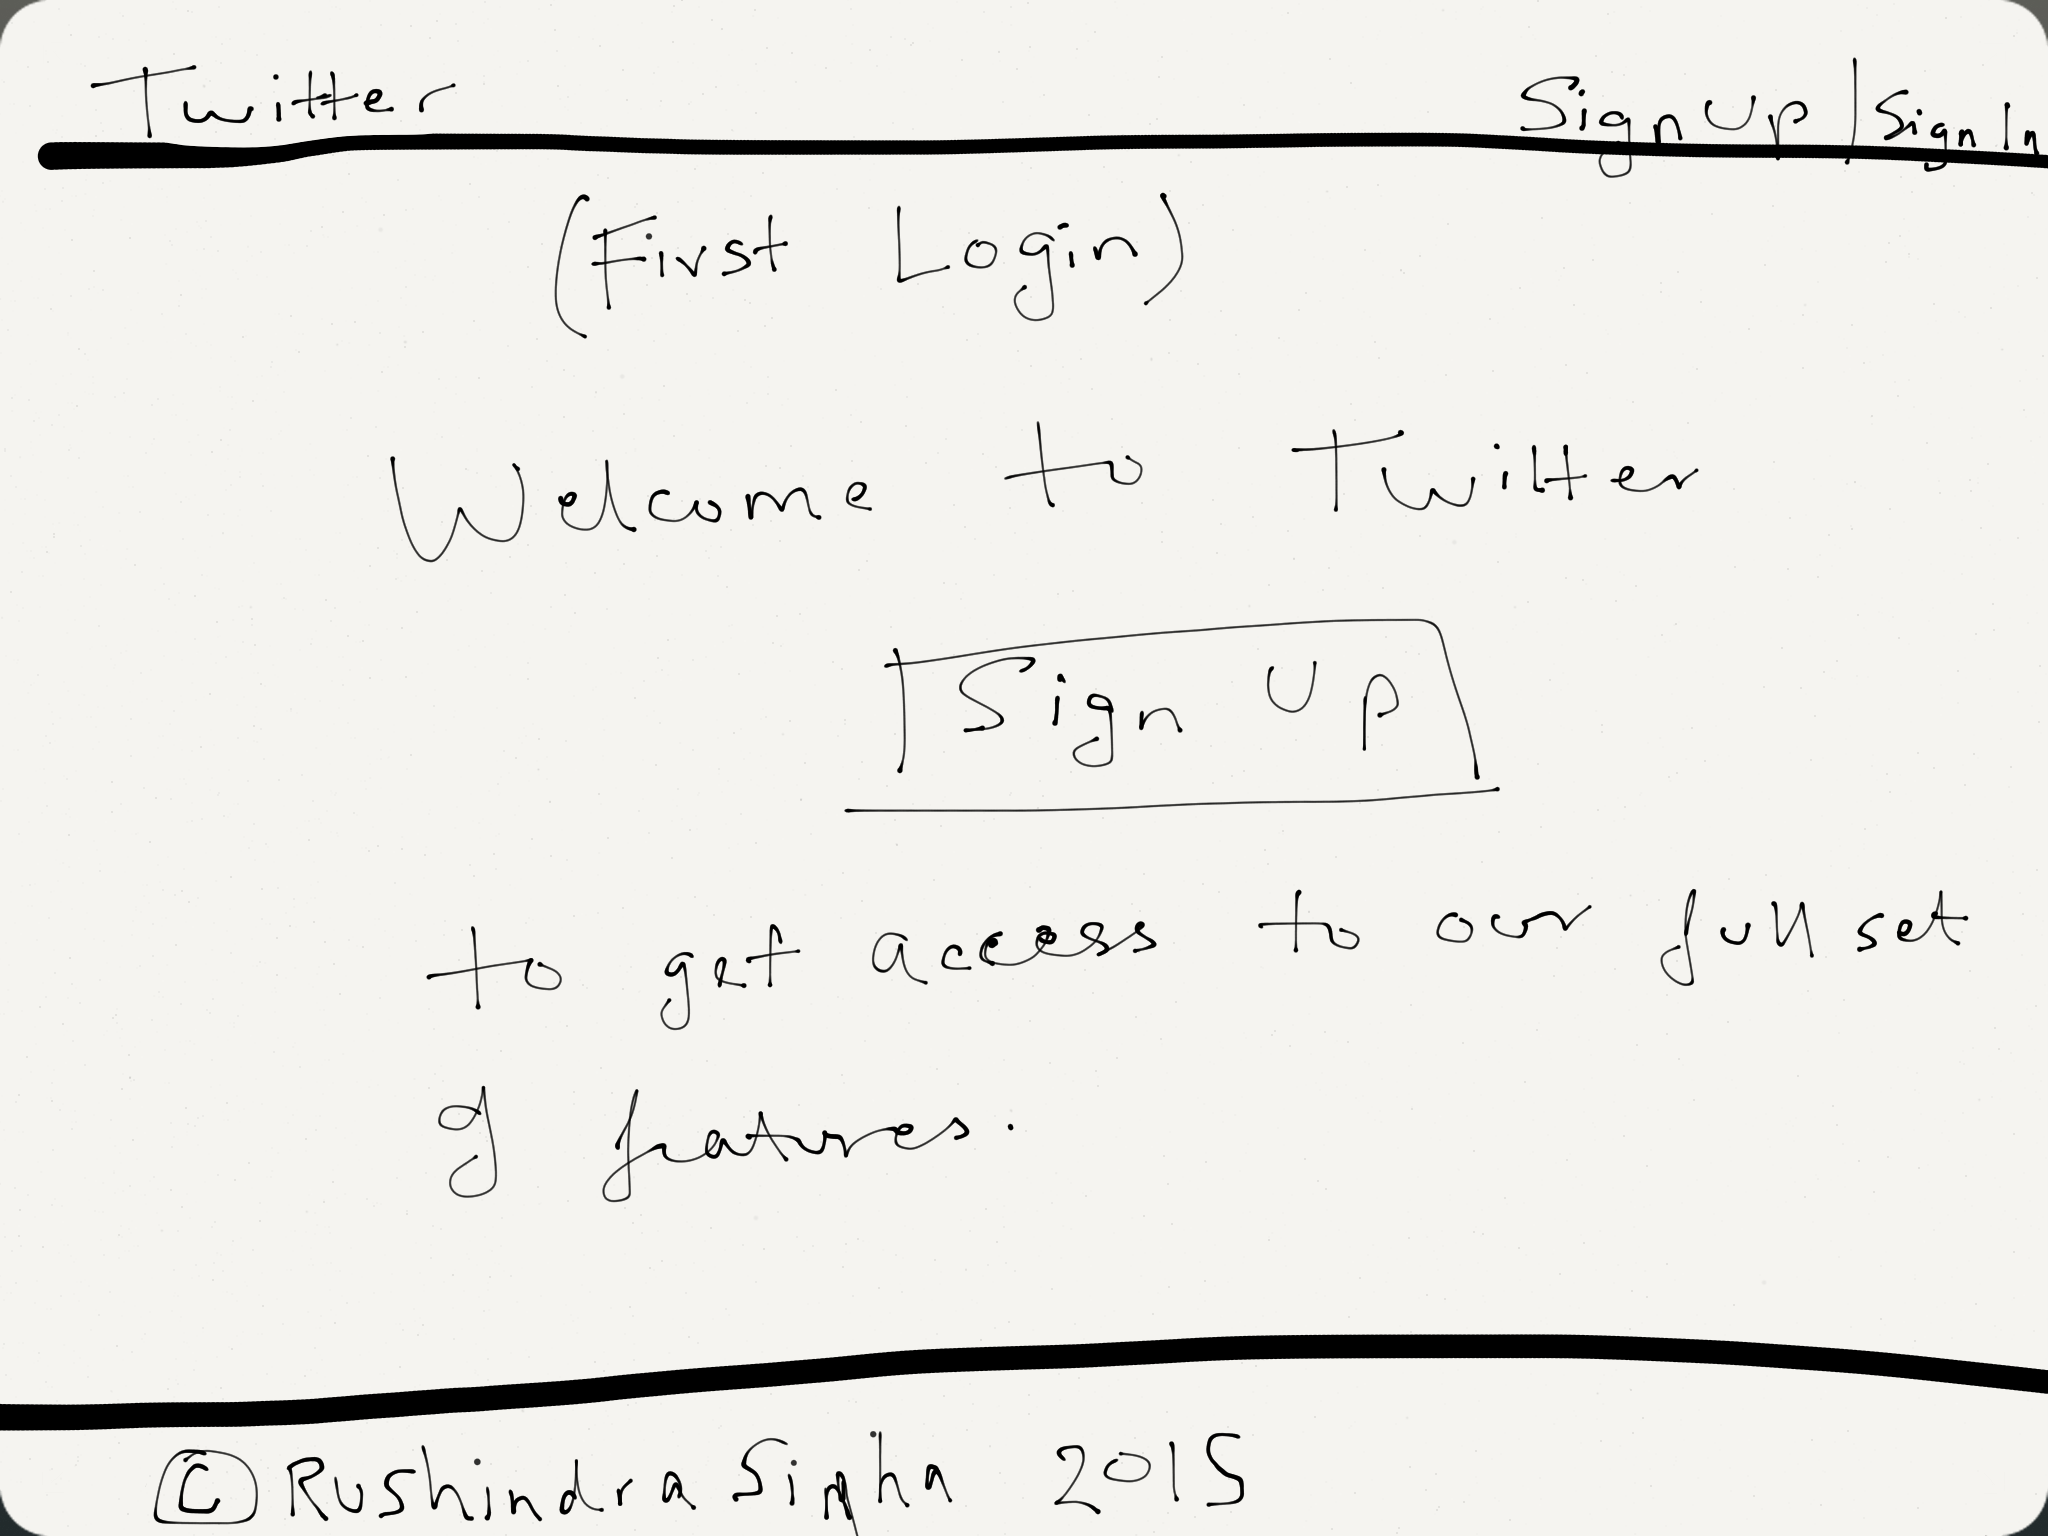 Twitter Sign Up | Sign In
(First Login)
Welcome to Twitter
Sign Up
to get access to our full set
of features.
© Rushindra Sinha 2015